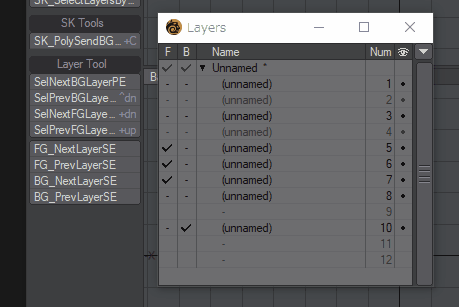 SK_SelectLayersBy...
SK Tools
SK_PolySendBG... +C
Layer Tool
SelNextBGLayerPE
SelPrevBGLaye... ^dn
SelNextFGLaye... +dn
SelPrevFGLaye... +up
FG_NextLayerSE
FG_PrevLayerSE
BG_NextLayerSE
BG_PrevLayerSE
Ba
Layers
F B Name Num
Unnamed *
(unnamed) 1
(unnamed) 2
(unnamed) 3
(unnamed) 4
(unnamed) 5
(unnamed) 6
(unnamed) 7
(unnamed) 8
- 9
(unnamed) 10
- 11
- 12